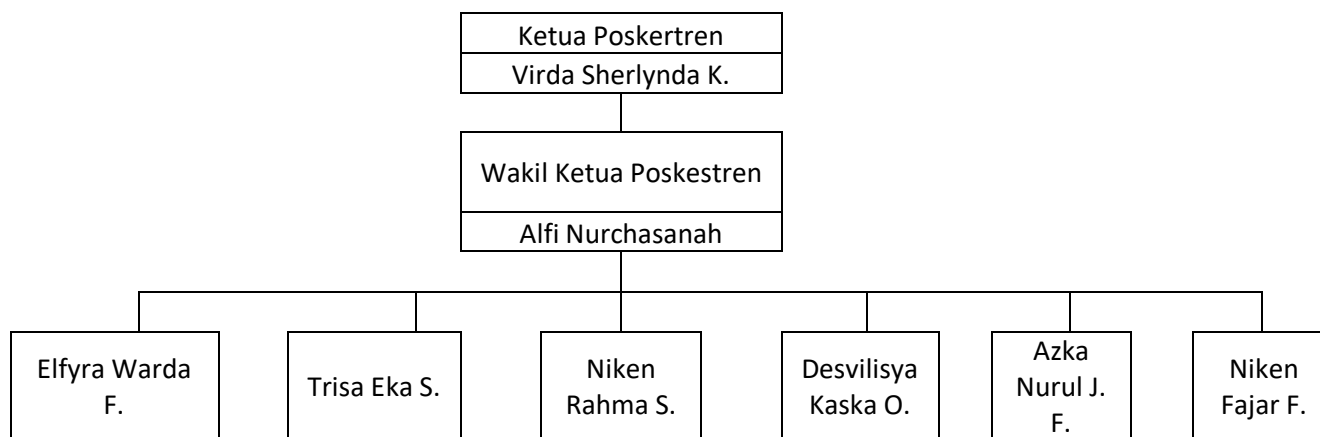 Ketua Poskertren
Virda Sherlynda K.
Wakil Ketua Poskestren
Alfi Nurchasanah
Elfyra Warda
F.
Trisa Eka S.
Niken
Rahma S.
Desvilisya
Kaska O.
Azka
Nurul J.
F.
Niken
Fajar F.